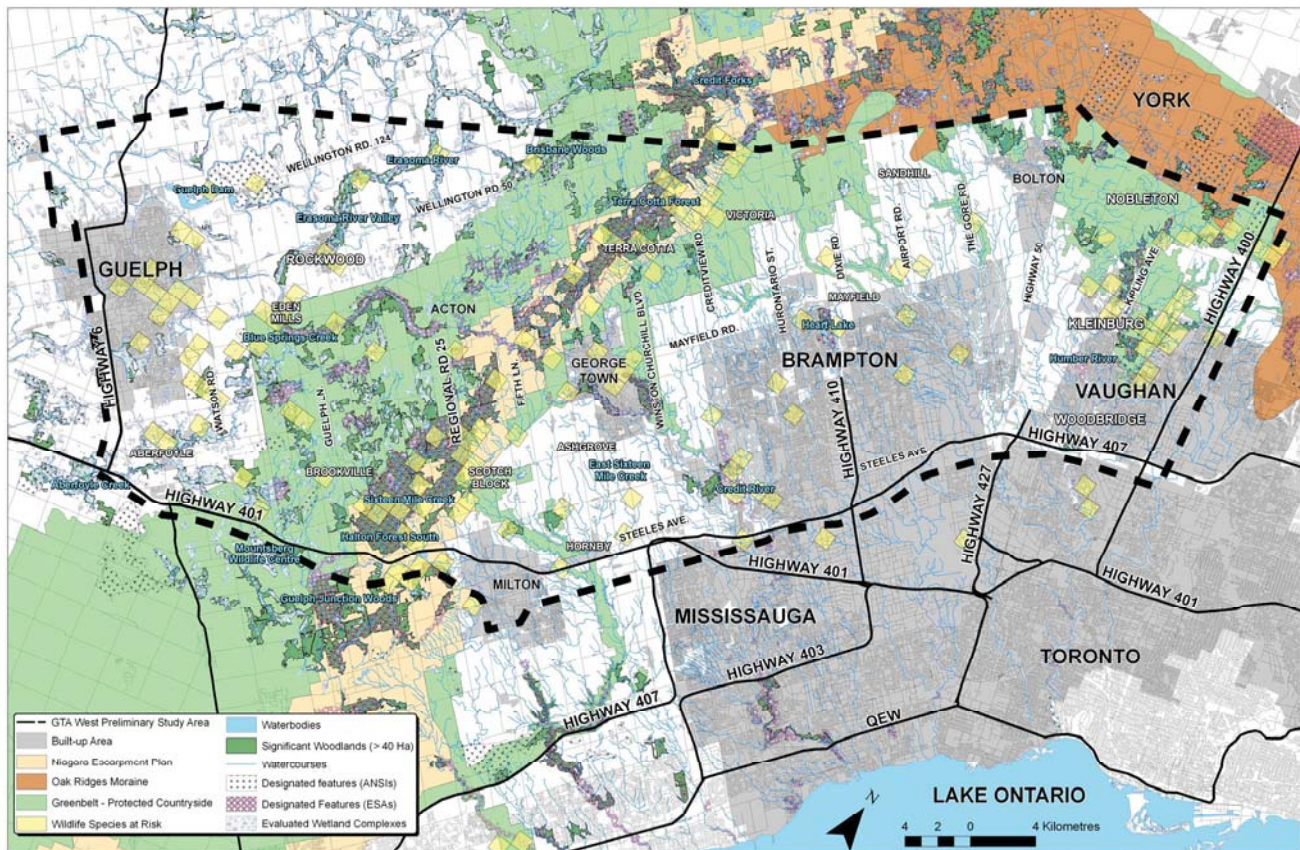 YORK
Credit Forks
WELLINGTON RD. 124
Erasoma River
Brisbane Woods
SANDHILL
BOLTON
Guelph Dam
WELLINGTON RD 50
NOBLETON
Erasoma River Valley
Terra Cotta Forest
VICTORIA
THE GORE RD.
AIRPORT RD.
DIXIE RD.
CREDITVIEW RD.
HURONTARIO ST.
HIGHWAY 50
KIPLING AVE.
HIGHWAY 400
TERRA COTTA
GUELPH
ROCKWOOD
EDEN
MILLS
ACTON
MAYFIELD
Blue Springs Creek
WINSTON CHURCHILL BLVD.
Heart Lake
KLEINBURG
MAYFIELD RD.
HIGHWAY 6
REGIONAL RD 25
FIFTH LN.
GEORGE
TOWN
BRAMPTON
Humber River
WATSON RD.
GUELPH LN
HIGHWAY 410
VAUGHAN
WOODBRIDGE
HIGHWAY 407
ABERFOYLE
ASHGROVE
BROOKVILLE
SCOTCH
BLOCK
East Sixteen
Mile Creek
STEELES AVE.
Aberfoyle Creek
HIGHWAY 401
Sixteen Mile Creek
Credit River
HIGHWAY 427
Halton Forest South
STEELES AVE.
HORNBY
Mountsberg
Wildlife Centre
MILTON
HIGHWAY 401
HIGHWAY 401
Guelph Junction Woods
MISSISSAUGA
TORONTO
HIGHWAY 403
HIGHWAY 407
QEW
GTA West Preliminary Study Area
Built-up Area
Niagara Escarpment Plan
Oak Ridges Moraine
Greenbelt - Protected Countryside
Wildlife Species at Risk
Waterbodies
Significant Woodlands (> 40 Ha)
Watercourses
Designated features (ANSIs)
Designated Features (ESAs)
Evaluated Wetland Complexes
LAKE ONTARIO
N
4 2 0 4 Kilometres